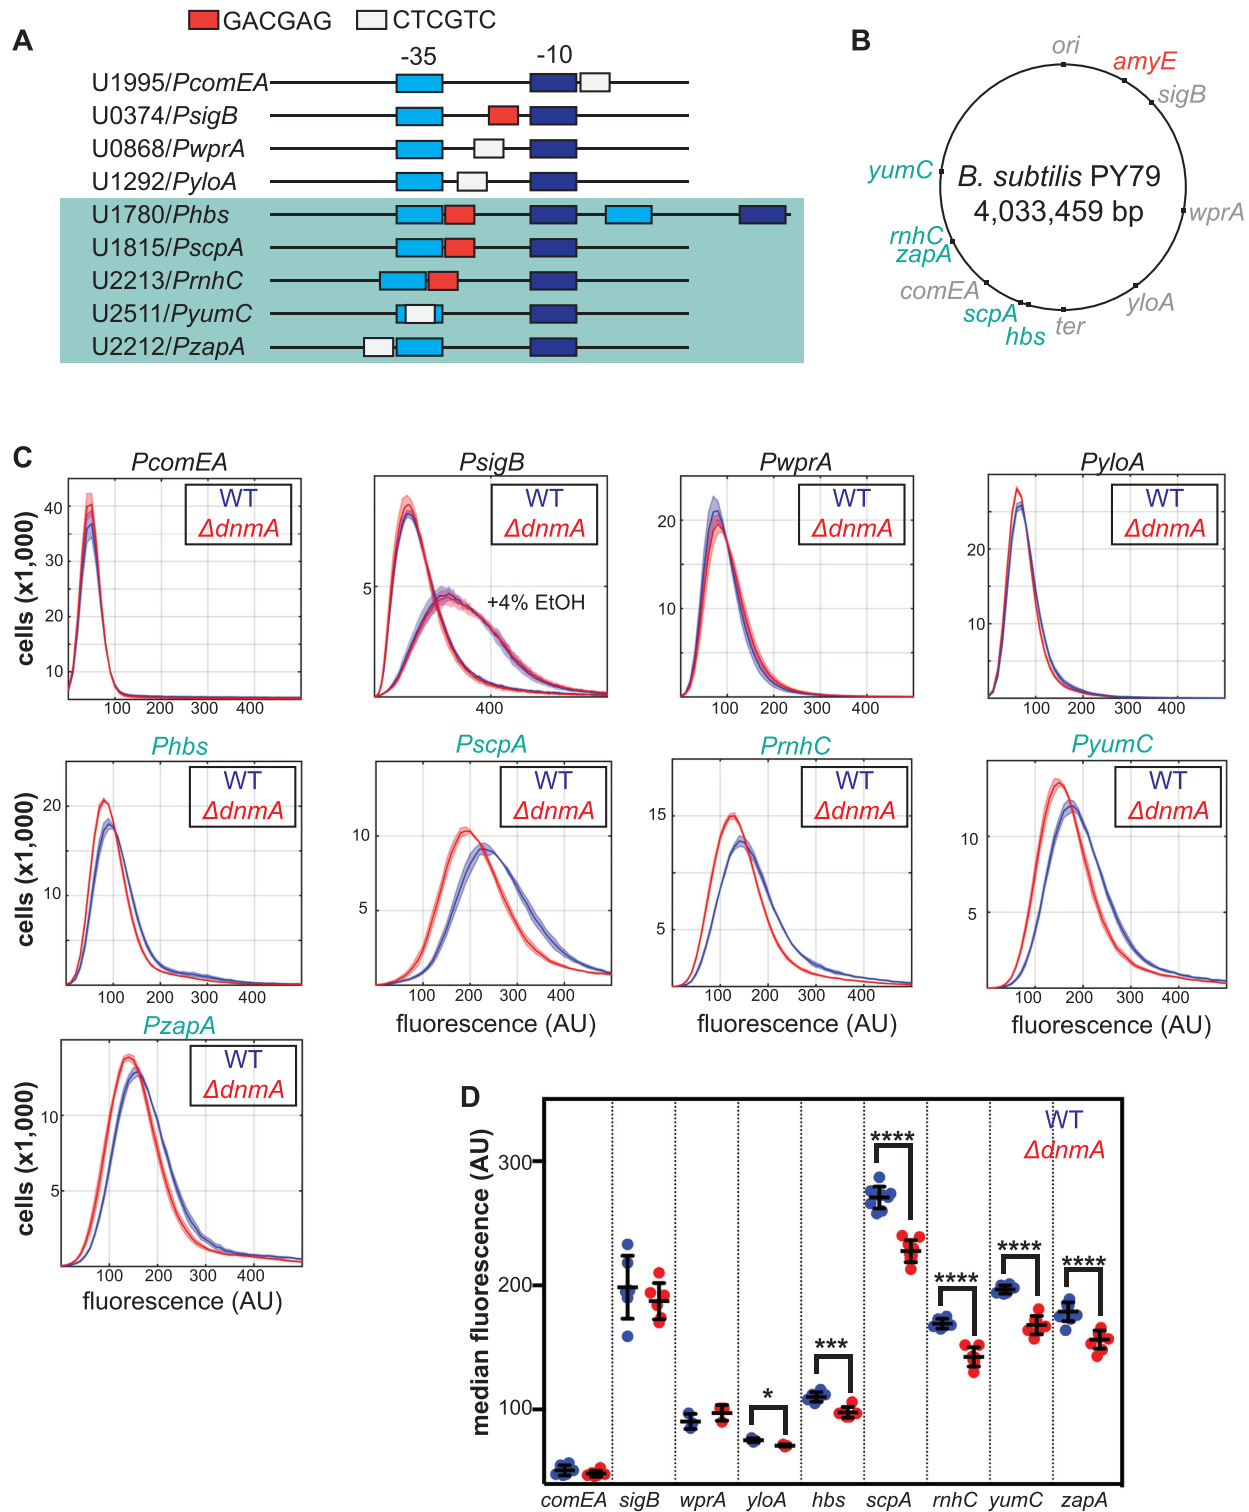 GACGAG CTCGTC
A
-35 -10
U1995/PcomEA
U0374/PsigB
U0868/PwprA
U1292/PyloA
U1780/Phbs
U1815/PscpA
U2213/PrnhC
U2511/PyumC
U2212/PzapA
B
ori
amyE
sigB
yumC
B. subtilis PY79
4,033,459 bp
wprA
rnhC
zapA
comEA
yloA
scpA
ter
hbs
C
PcomEA
WT
ΔdnmA
cells (x1,000)
40
30
20
10
100 200 300 400
PsigB
WT
ΔdnmA
5
+4% EtOH
400
PwprA
WT
ΔdnmA
20
10
100 200 300 400
PyloA
WT
ΔdnmA
20
10
100 200 300 400
Phbs
WT
ΔdnmA
cells (x1,000)
20
10
100 200 300 400
PscpA
WT
ΔdnmA
10
5
100 200 300 400
fluorescence (AU)
PrnhC
WT
ΔdnmA
15
5
100 200 300 400
fluorescence (AU)
PyumC
WT
ΔdnmA
10
5
100 200 300 400
fluorescence (AU)
PzapA
WT
ΔdnmA
cells (x1,000)
10
5
100 200 300 400
fluorescence (AU)
D
WT
ΔdnmA
median fluorescence (AU)
300
200
100
*
***
****
****
****
****
comEA sigB wprA yloA hbs scpA rnhC yumC zapA